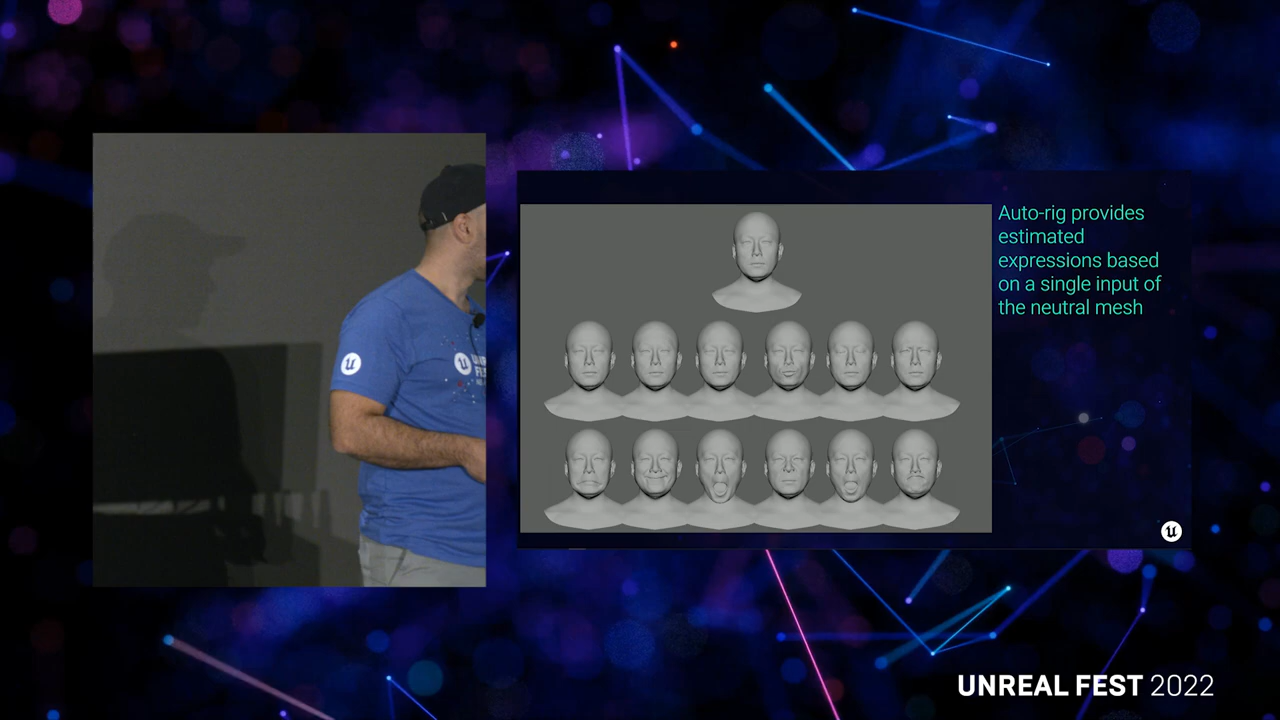 Auto-rig provides
estimated
expressions based
on a single input of
the neutral mesh
UNREAL FEST 2022